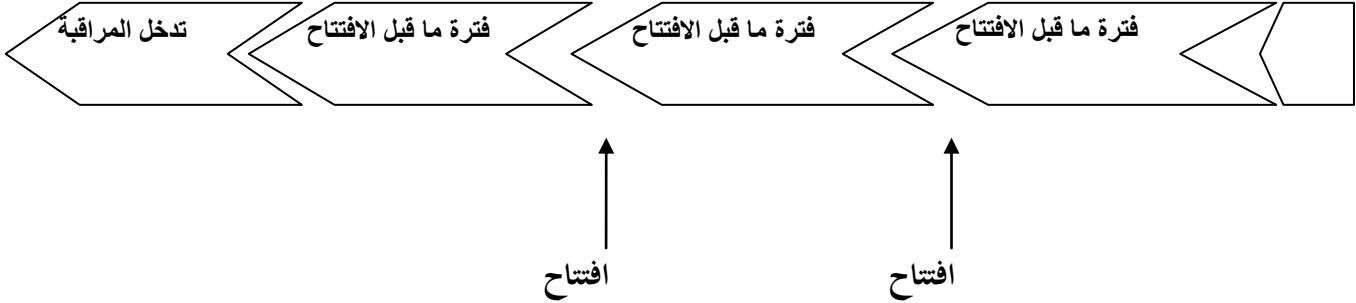 فترة ما قبل الافتتاح
فترة ما قبل الافتتاح
فترة ما قبل الافتتاح
تدخل المراقبة
افتتاح
افتتاح